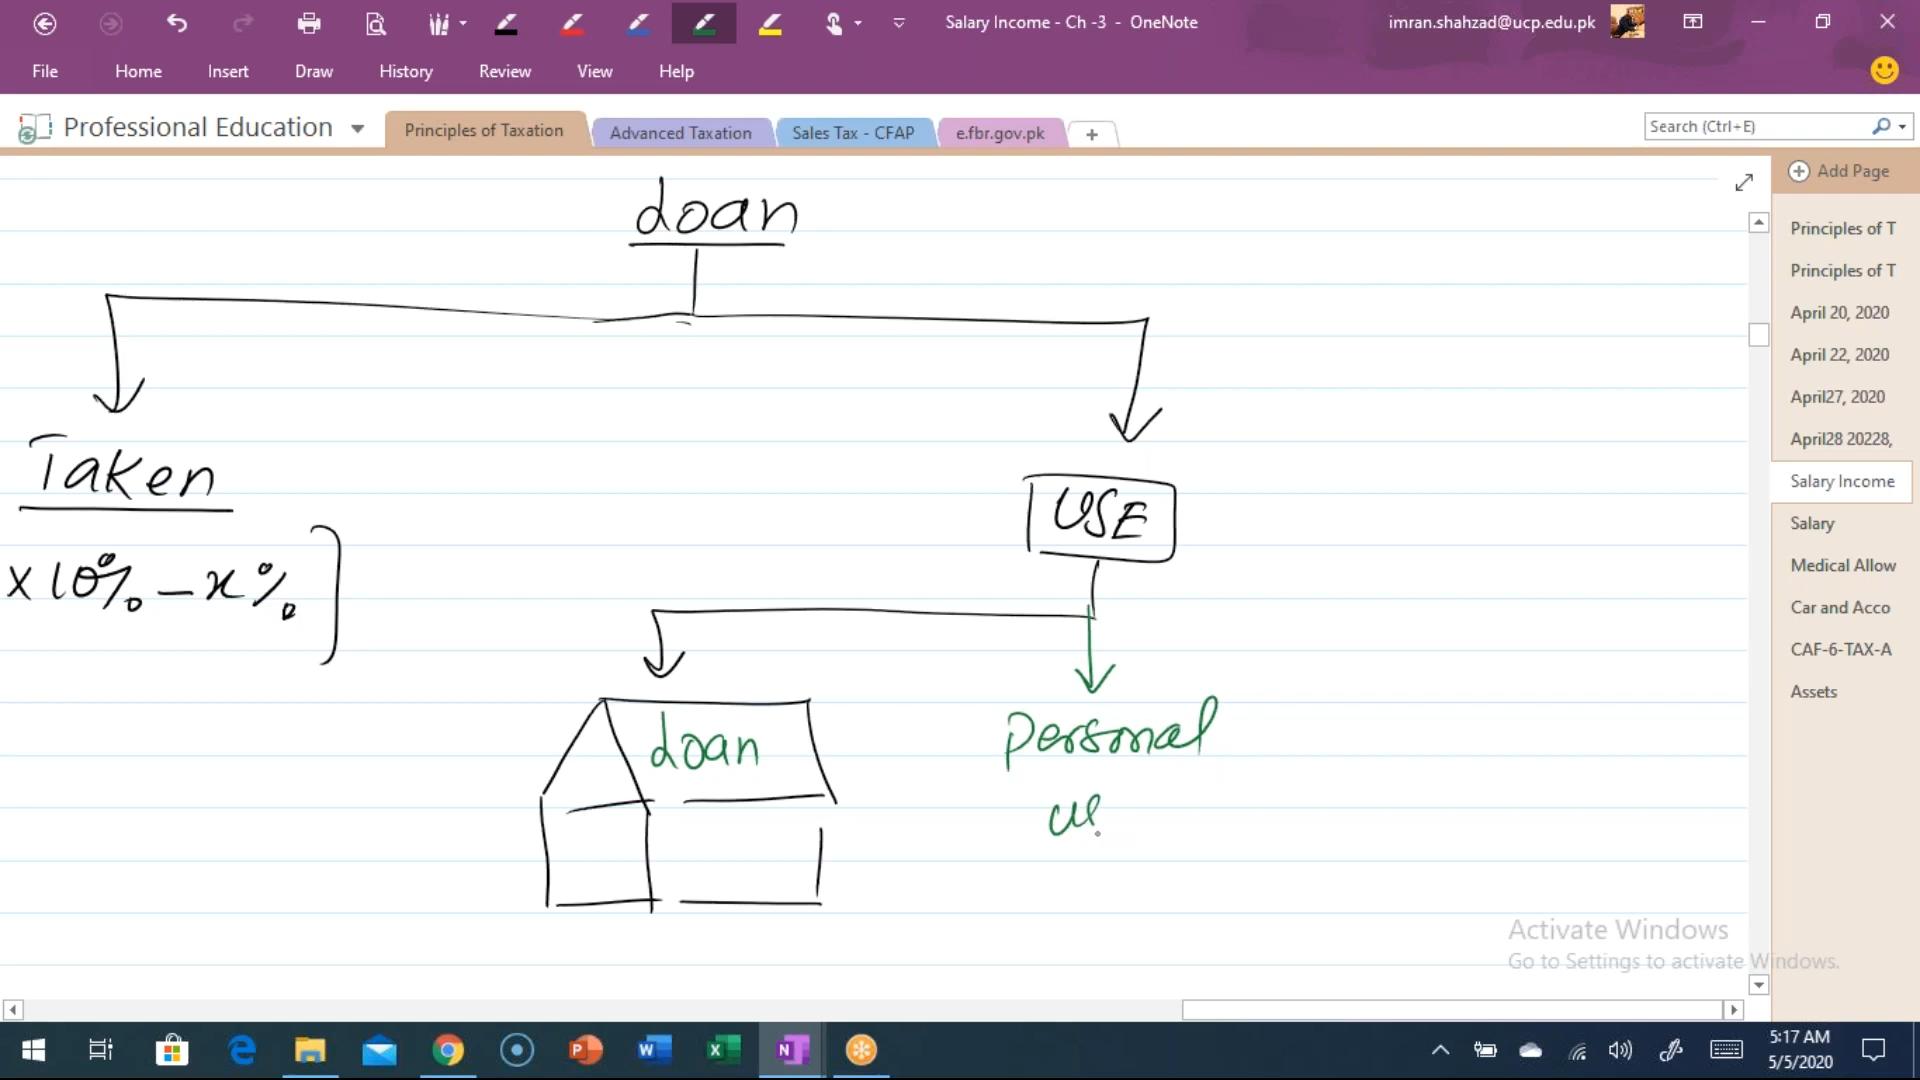 Salary Income - Ch -3 - OneNote
imran.shahzad@ucp.edu.pk
File Home Insert Draw History Review View Help
Professional Education
Principles of Taxation
Advanced Taxation
Sales Tax - CFAP
e.fbr.gov.pk
Search (Ctrl+E)
Add Page
Principles of T
Principles of T
April 20, 2020
April 22, 2020
April27, 2020
April28 20228,
Salary Income
Salary
Medical Allow
Car and Acco
CAF-6-TAX-A
Assets
Loan
Taken
USE
x 10% - x%
Loan
Personal
us
Activate Windows
Go to Settings to activate Windows.
5:17 AM
5/5/2020